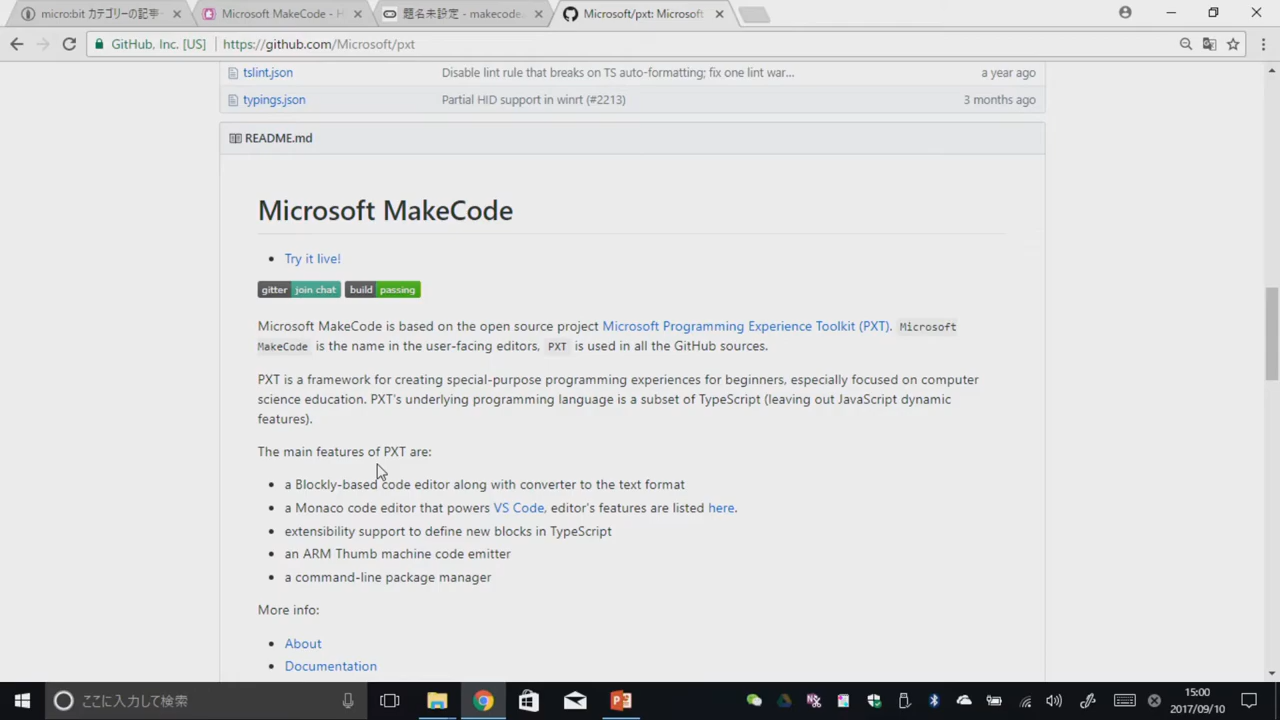 micro:bit カテゴリーの記事
Microsoft MakeCode - H
題名未設定 - makecode.
Microsoft/pxt: Microsoft
GitHub, Inc. [US]
https://github.com/Microsoft/pxt
tslint.json Disable lint rule that breaks on TS auto-formatting; fix one lint war... a year ago
typings.json Partial HID support in winrt (#2213) 3 months ago
README.md
Microsoft MakeCode
Try it live!
gitter join chat build passing
Microsoft MakeCode is based on the open source project Microsoft Programming Experience Toolkit (PXT). Microsoft
MakeCode is the name in the user-facing editors, PXT is used in all the GitHub sources.
PXT is a framework for creating special-purpose programming experiences for beginners, especially focused on computer
science education. PXT's underlying programming language is a subset of TypeScript (leaving out JavaScript dynamic
features).
The main features of PXT are:
a Blockly-based code editor along with converter to the text format
a Monaco code editor that powers VS Code, editor's features are listed here.
extensibility support to define new blocks in TypeScript
an ARM Thumb machine code emitter
a command-line package manager
More info:
About
Documentation
ここに入力して検索
15:00
2017/09/10